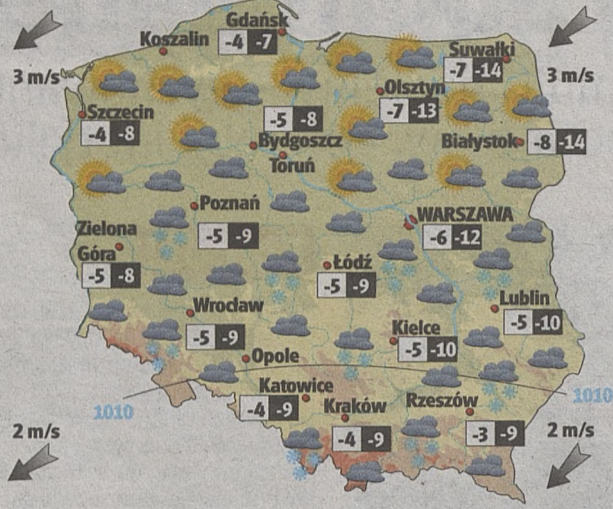 Gdańsk
Koszalin
-4 -7
Suwałki
3 m/s
-7 -14
3 m/s
Olsztyn
Szczecin
-7 -13
-5 -8
-4 -8
Bydgoszcz
Białystok
-8 -14
Toruń
Poznań
WARSZAWA
Zielona
Góra
-5 -9
-6 -12
Łódź
-5 -8
-5 -9
Wrocław
Lublin
-5 -9
Kielce
-5 -10
-5 -10
Opole
Katowice
1010
1010
-4 -9
Kraków
Rzeszów
2 m/s
-4 -9
-3 -9
2 m/s